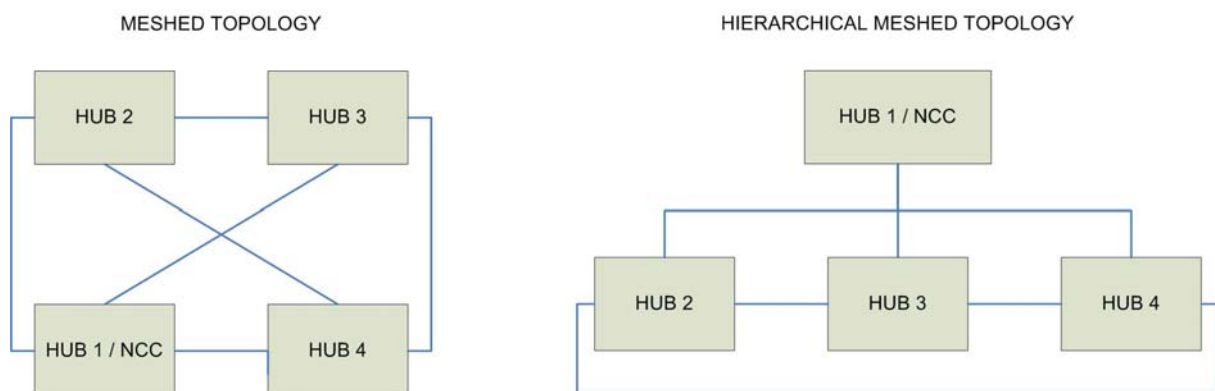 MESHED TOPOLOGY
HIERARCHICAL MESHED TOPOLOGY
HUB 2
HUB 3
HUB 1 / NCC
HUB 4
HUB 1 / NCC
HUB 2
HUB 3
HUB 4